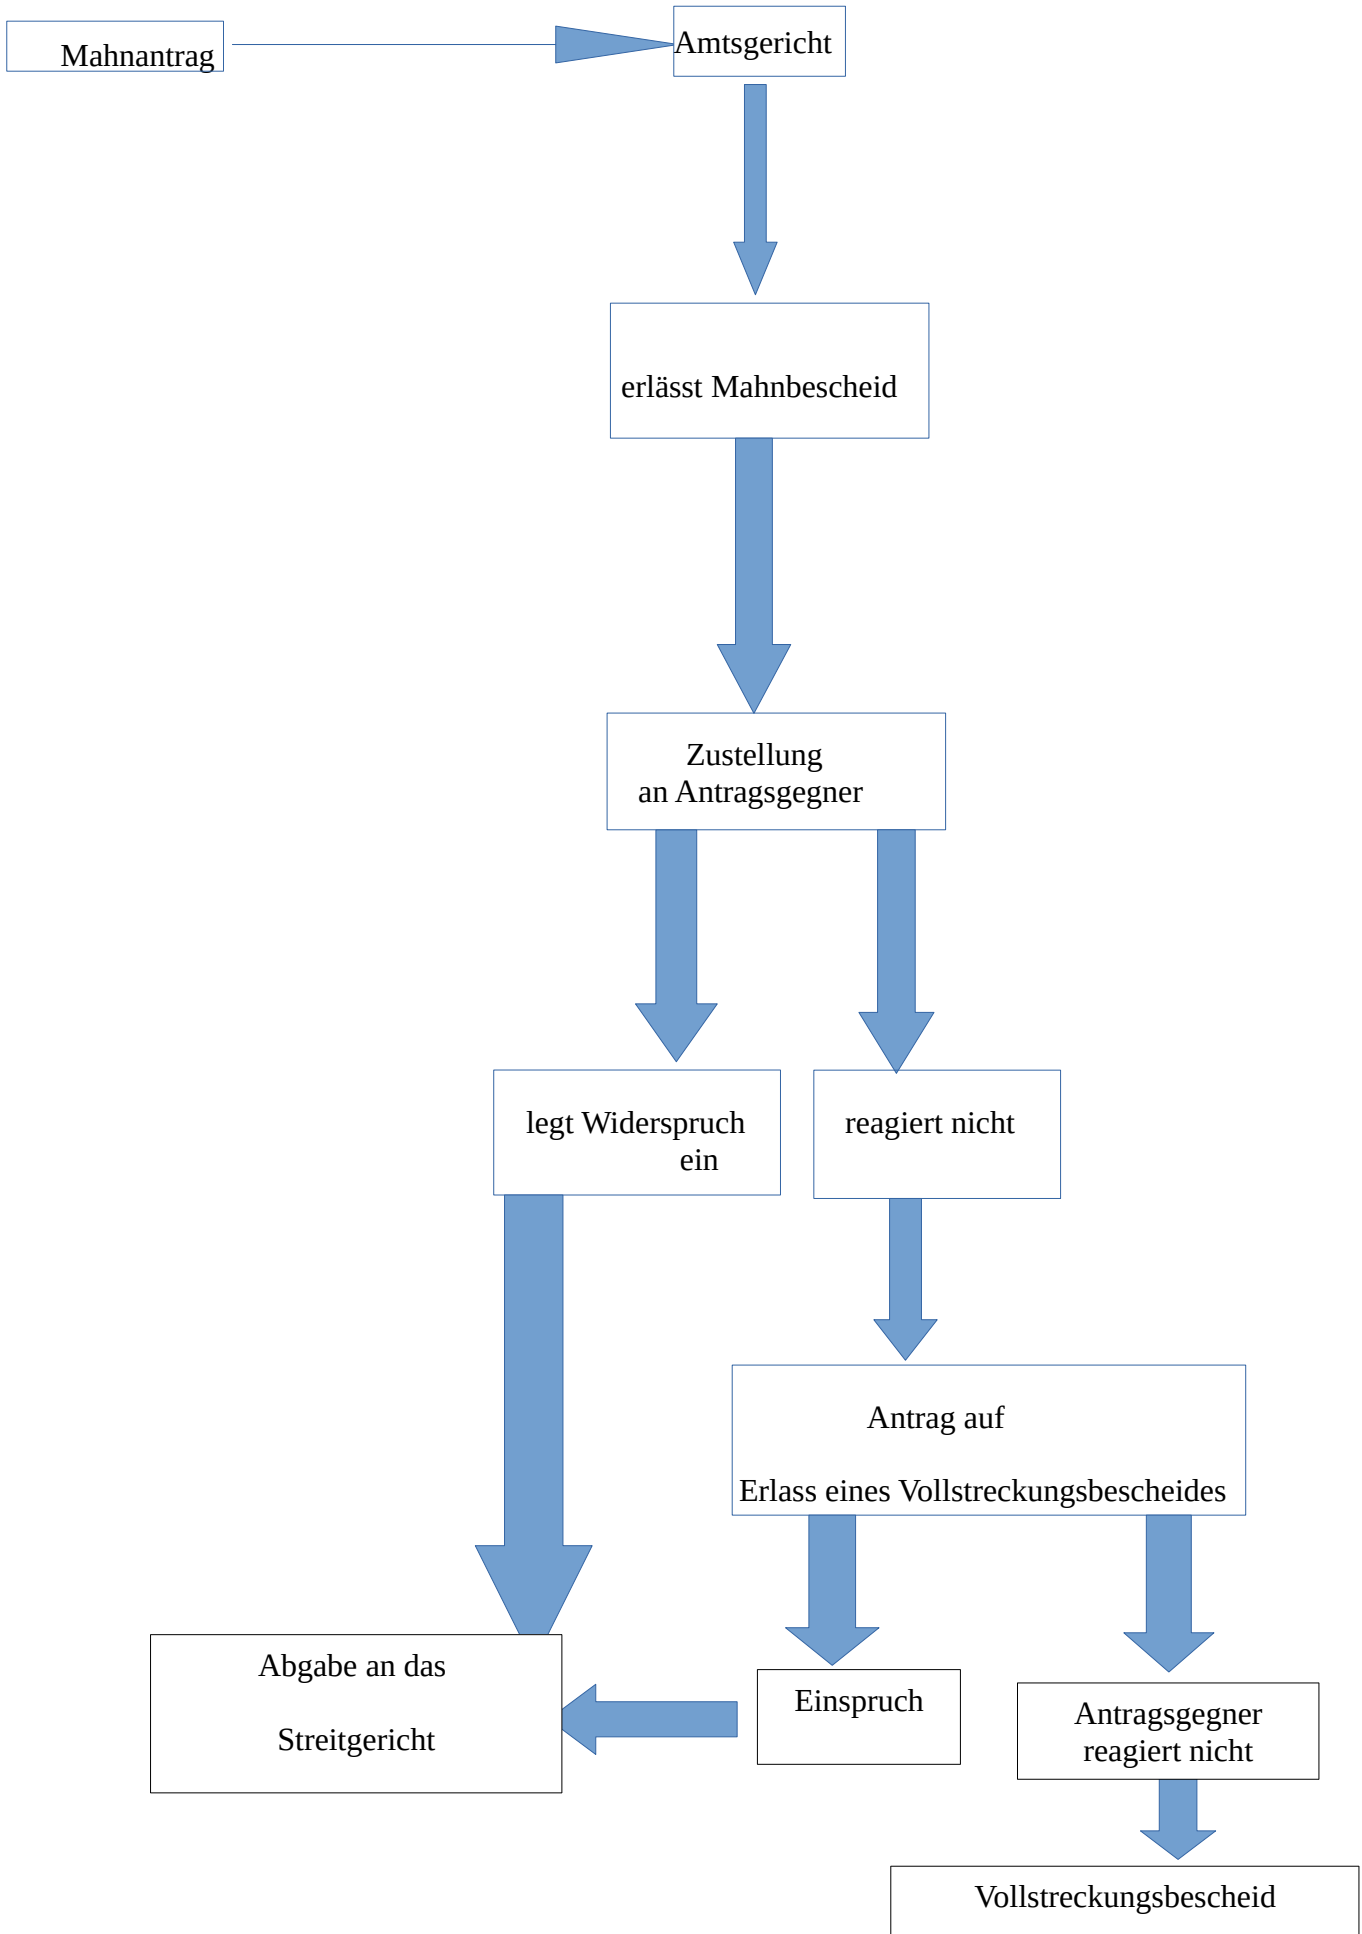 Mahnantrag
Amtsgericht
erlässt Mahnbescheid
Zustellung
an Antragsgegner
legt Widerspruch
ein
reagiert nicht
Antrag auf
Erlass eines Vollstreckungsbescheides
Abgabe an das
Streitgericht
Einspruch
Antragsgegner
reagiert nicht
Vollstreckungsbescheid